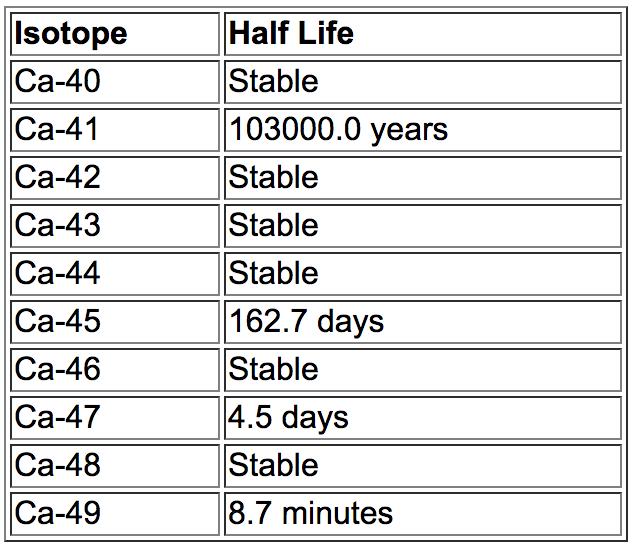 Isotope Half Life
Ca-40 Stable
Ca-41 103000.0 years
Ca-42 Stable
Ca-43 Stable
Ca-44 Stable
Ca-45 162.7 days
Ca-46 Stable
Ca-47 4.5 days
Ca-48 Stable
Ca-49 8.7 minutes